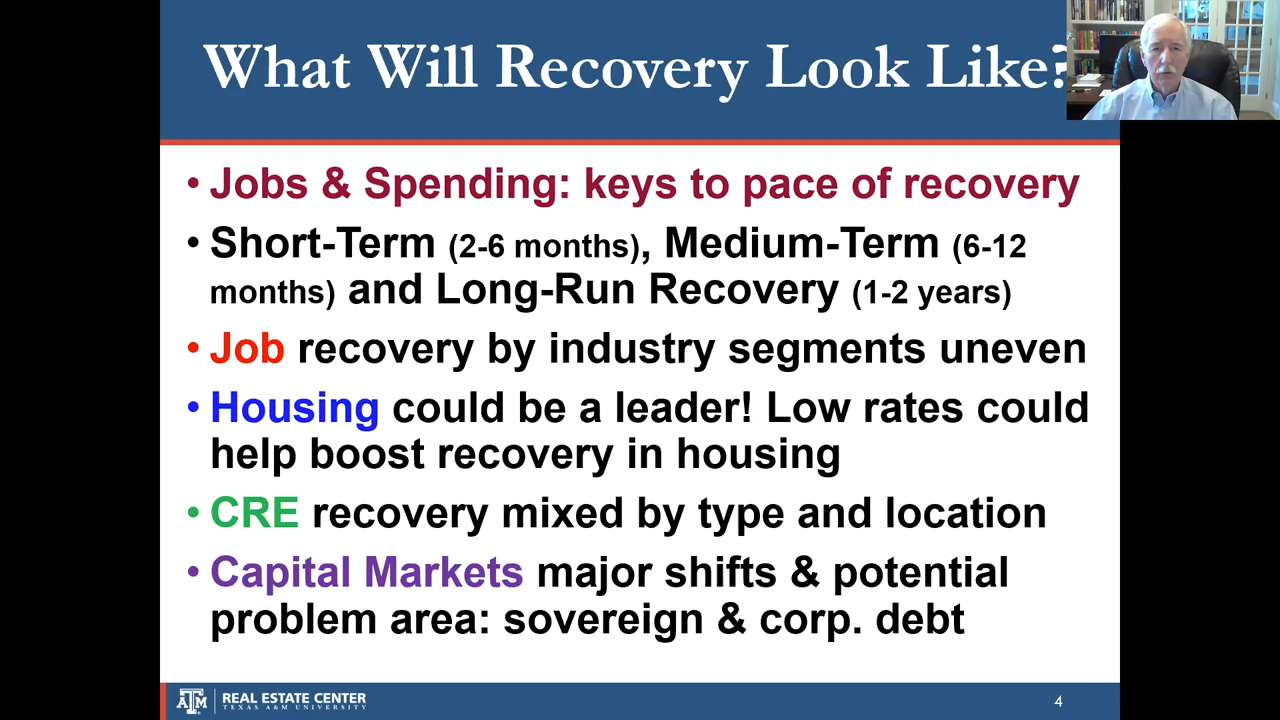 What Will Recovery Look Like?
• Jobs & Spending: keys to pace of recovery
• Short-Term (2-6 months), Medium-Term (6-12
months) and Long-Run Recovery (1-2 years)
• Job recovery by industry segments uneven
• Housing could be a leader! Low rates could
help boost recovery in housing
• CRE recovery mixed by type and location
• Capital Markets major shifts & potential
problem area: sovereign & corp. debt
ATM
REAL ESTATE CENTER
TEXAS A&M UNIVERSITY
4